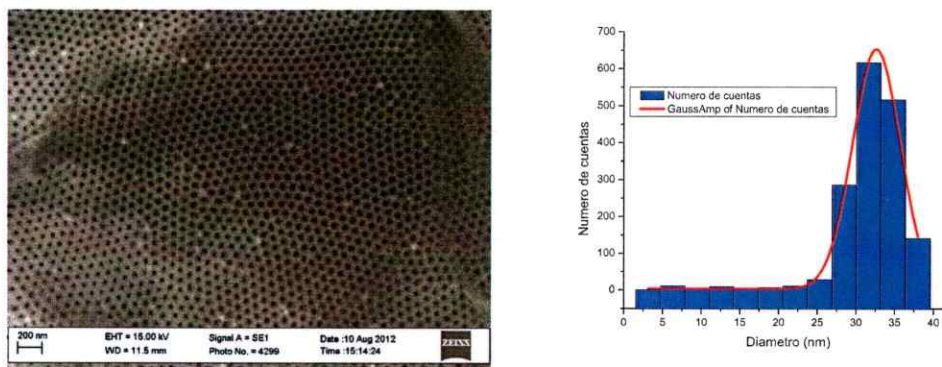 200 nm EHT = 15.00 kV Signal A = SE1 Date :10 Aug 2012 ZEISS
WD = 11.5 mm Photo No. = 4299 Time :15:14:24
700
600
500
400
300
200
100
0
Numero de cuentas
Numero de cuentas
GaussAmp of Numero de cuentas
0 5 10 15 20 25 30 35 40
Diametro (nm)